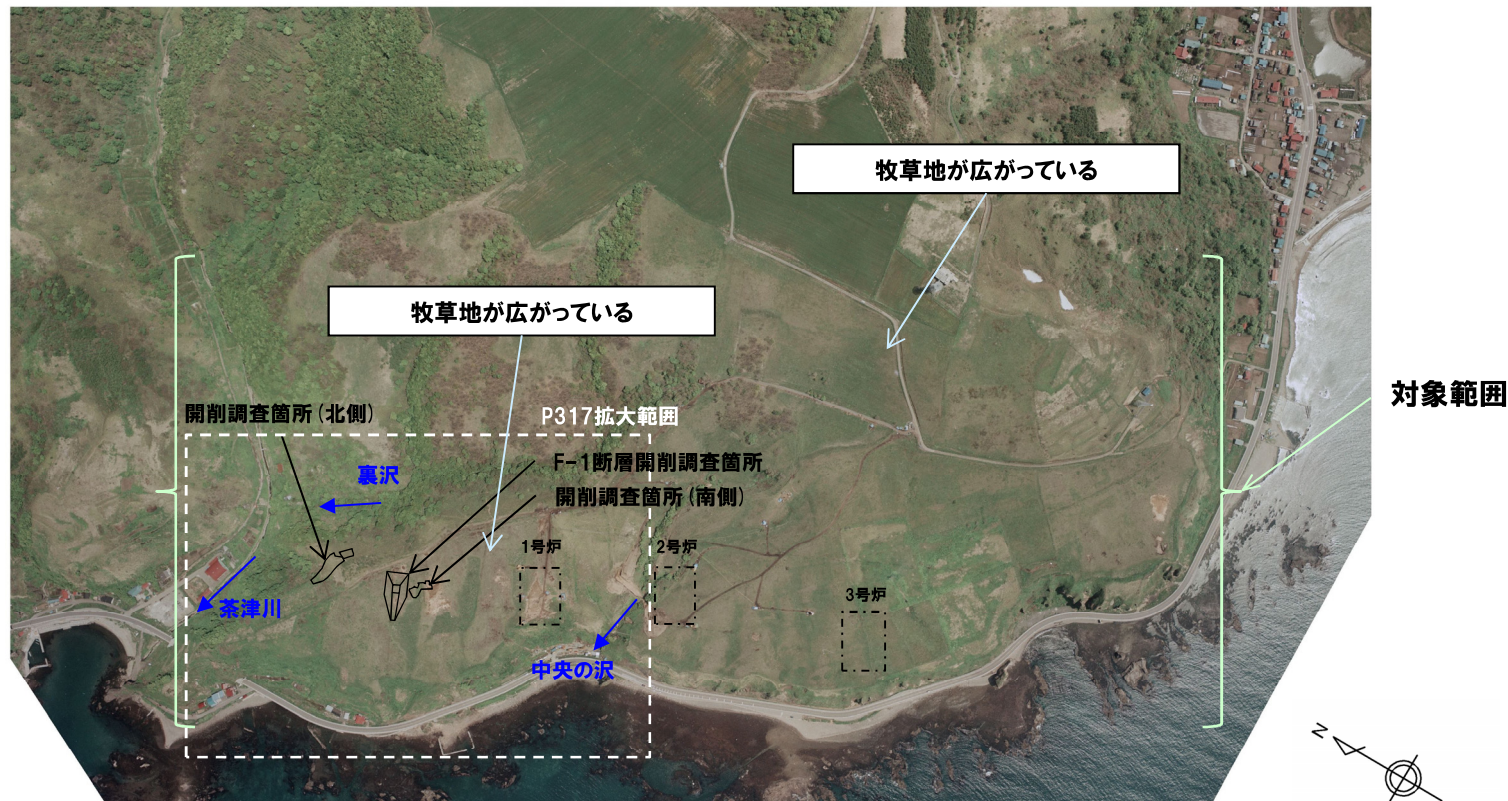 牧草地が広がっている
牧草地が広がっている
対象範囲
開削調査箇所(北側)
P317拡大範囲
F-1断層開削調査箇所
裏沢
開削調査箇所(南側)
1号炉
2号炉
3号炉
茶津川
中央の沢
N